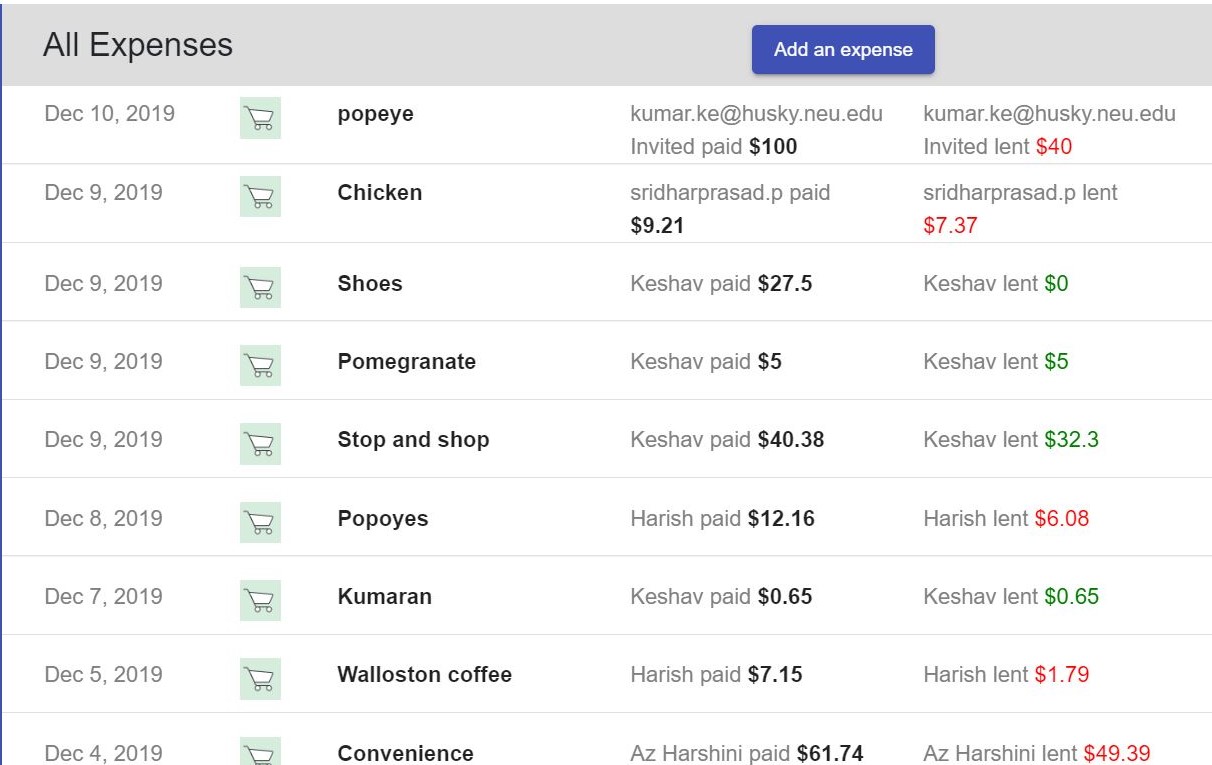 All Expenses
Add an expense
Dec 10, 2019 popeye kumar.ke@husky.neu.edu kumar.ke@husky.neu.edu
Invited paid $100 Invited lent $40
Dec 9, 2019 Chicken sridharprasad.p paid sridharprasad.p lent
$9.21 $7.37
Dec 9, 2019 Shoes Keshav paid $27.5 Keshav lent $0
Dec 9, 2019 Pomegranate Keshav paid $5 Keshav lent $5
Dec 9, 2019 Stop and shop Keshav paid $40.38 Keshav lent $32.3
Dec 8, 2019 Popoyes Harish paid $12.16 Harish lent $6.08
Dec 7, 2019 Kumaran Keshav paid $0.65 Keshav lent $0.65
Dec 5, 2019 Walloston coffee Harish paid $7.15 Harish lent $1.79
Dec 4, 2019 Convenience Az Harshini paid $61.74 Az Harshini lent $49.39